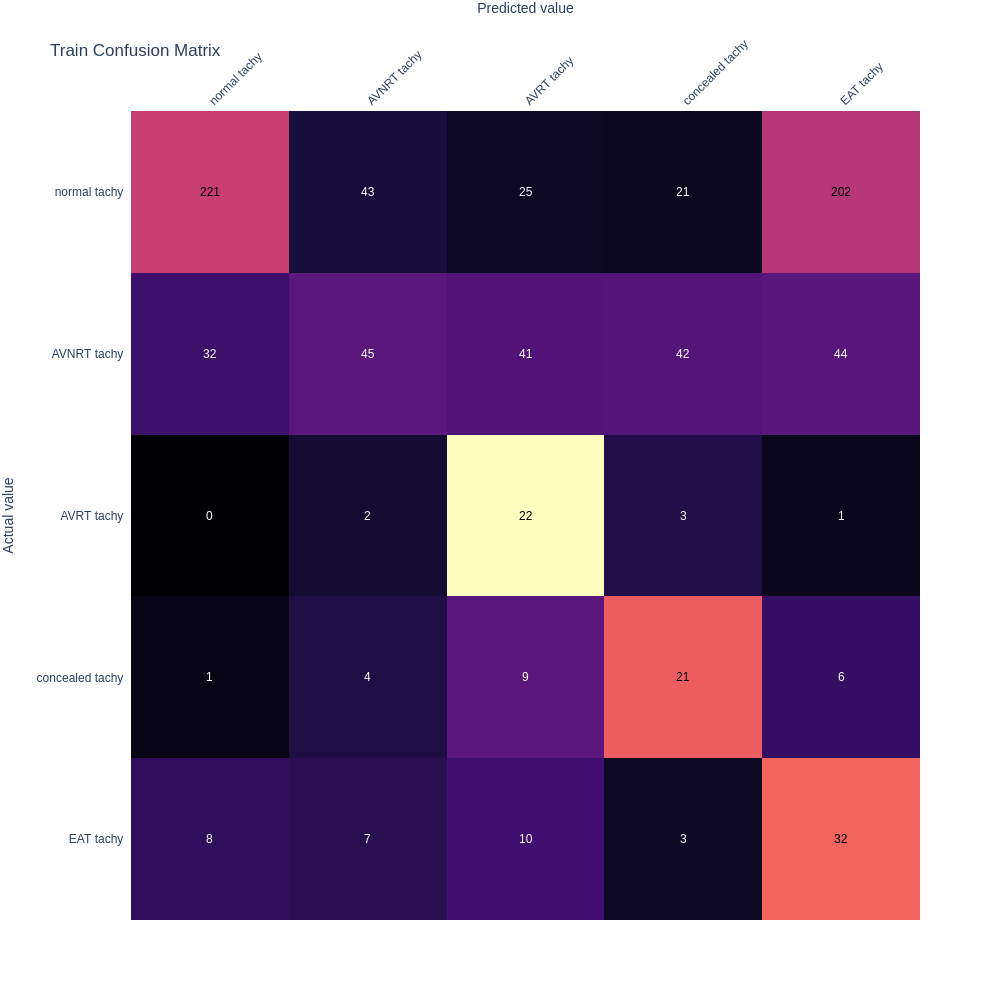 Predicted value
Train Confusion Matrix
normal tachy AVNRT tachy AVRT tachy concealed tachy EAT tachy
normal tachy 221 43 25 21 202
AVNRT tachy 32 45 41 42 44
AVRT tachy 0 2 22 3 1
concealed tachy 1 4 9 21 6
EAT tachy 8 7 10 3 32
Actual value